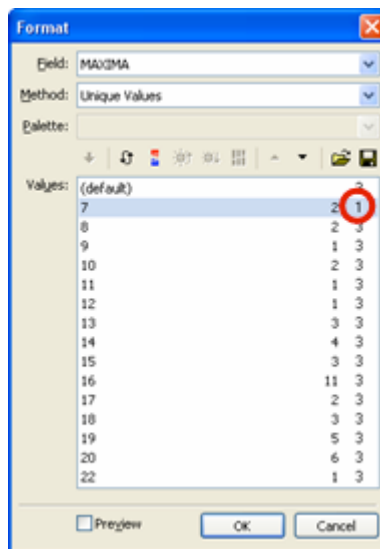 Format
Field: MAXIMA
Method: Unique Values
Palette:
Values: (default) 3
7 2 1
8 2 3
9 1 3
10 2 3
11 1 3
12 1 3
13 3 3
14 4 3
15 3 3
16 11 3
17 2 3
18 3 3
19 5 3
20 6 3
22 1 3
Preview OK Cancel